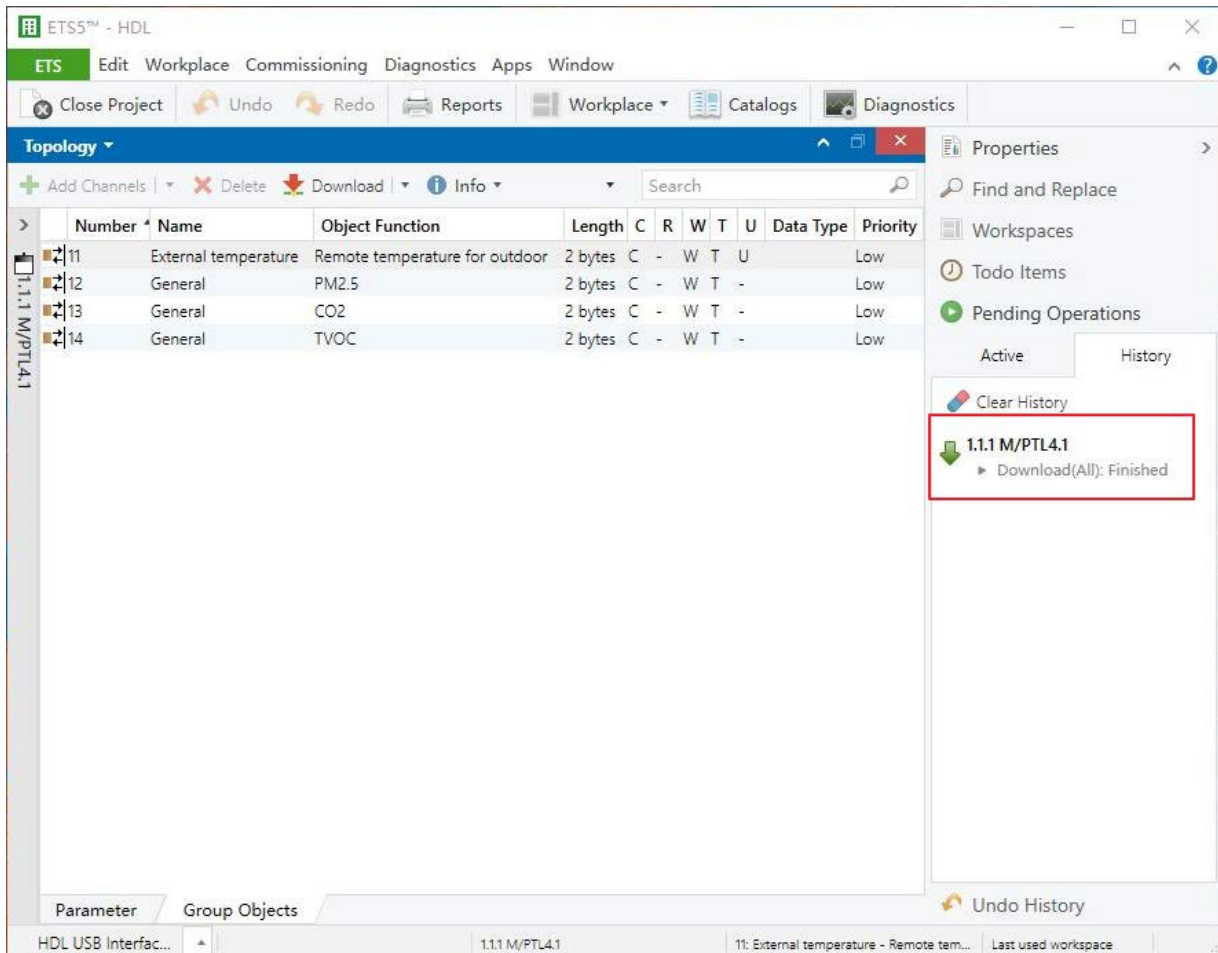 ETS5™ - HDL
ETS Edit Workplace Commissioning Diagnostics Apps Window
Close Project Undo Redo Reports Workplace Catalogs Diagnostics
Topology
Add Channels Delete Download Info Search
Number Name Object Function Length C R W T U Data Type Priority
11 External temperature Remote temperature for outdoor 2 bytes C - W T U Low
12 General PM2.5 2 bytes C - W T - Low
13 General CO2 2 bytes C - W T - Low
14 General TVOC 2 bytes C - W T - Low
1.1.1 M/PTL4.1
Properties
Find and Replace
Workspaces
Todo Items
Pending Operations
Active History
Clear History
1.1.1 M/PTL4.1
Download(All): Finished
Undo History
Parameter Group Objects
HDL USB Interfac... 1.1.1 M/PTL4.1 11: External temperature - Remote tem... Last used workspace